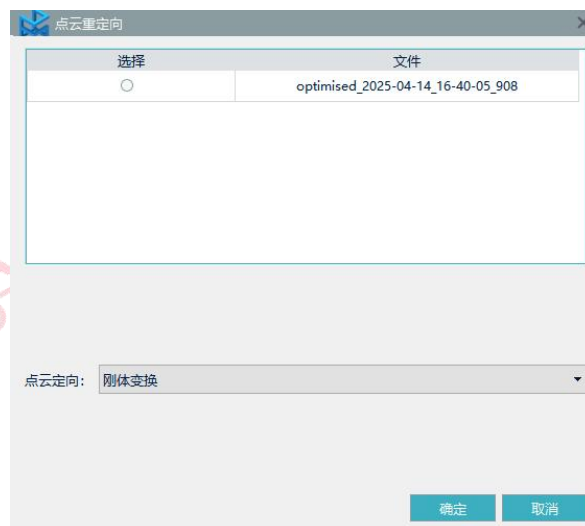 点云重定向
选择 文件
optimised_2025-04-14_16-40-05_908
点云定向： 刚体变换
确定 取消